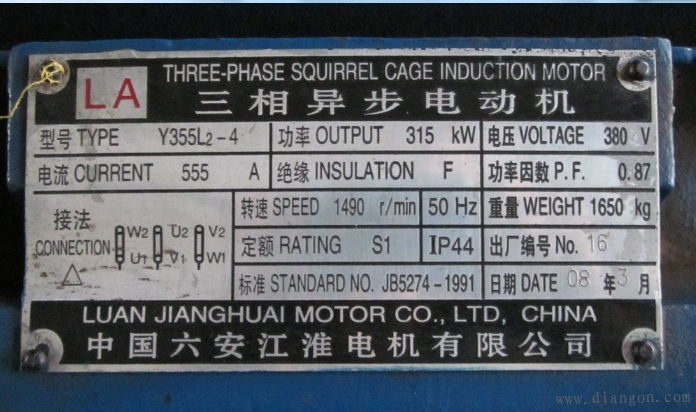 LA
THREE-PHASE SQUIRREL CAGE INDUCTION MOTOR
三相异步电动机
型号 TYPE Y355L2-4 功率 OUTPUT 315 kW 电压 VOLTAGE 380 V
电流 CURRENT 555 A 绝缘 INSULATION F 功率因数 P.F. 0.87
接法
CONNECTION
△
W2 U2 V2
U1 V1 W1
转速 SPEED 1490 r/min 50 Hz 重量 WEIGHT 1650 kg
定额 RATING S1 IP44 出厂编号 No. 16
标准 STANDARD NO. JB5274-1991 日期 DATE 08 年 3 月
LUAN JIANGHUAI MOTOR CO., LTD, CHINA
中国六安江淮电机有限公司
www.diangon.com